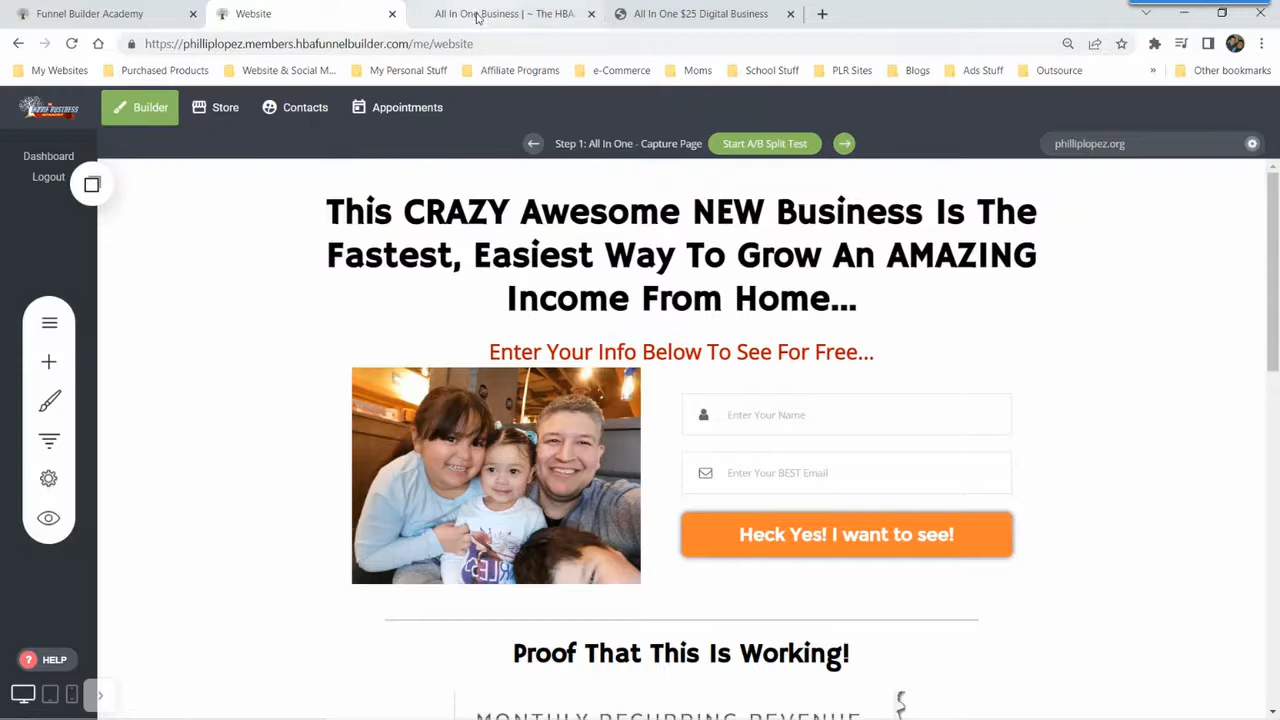 Funnel Builder Academy
Website
All In One Business | ~ The HBA
All In One $25 Digital Business
https://philliplopez.members.hbafunnelbuilder.com/me/website
My Websites
Purchased Products
Website & Social M...
My Personal Stuff
Affiliate Programs
e-Commerce
Moms
School Stuff
PLR Sites
Blogs
Ads Stuff
Outsource
»
Other bookmarks
Builder
Store
Contacts
Appointments
Step 1: All In One - Capture Page
Start A/B Split Test
philliplopez.org
Dashboard
Logout
This CRAZY Awesome NEW Business Is The
Fastest, Easiest Way To Grow An AMAZING
Income From Home...
Enter Your Info Below To See For Free...
Enter Your Name
Enter Your BEST Email
Heck Yes! I want to see!
Proof That This Is Working!
MONTHLY RECURRING REVENUE
? HELP